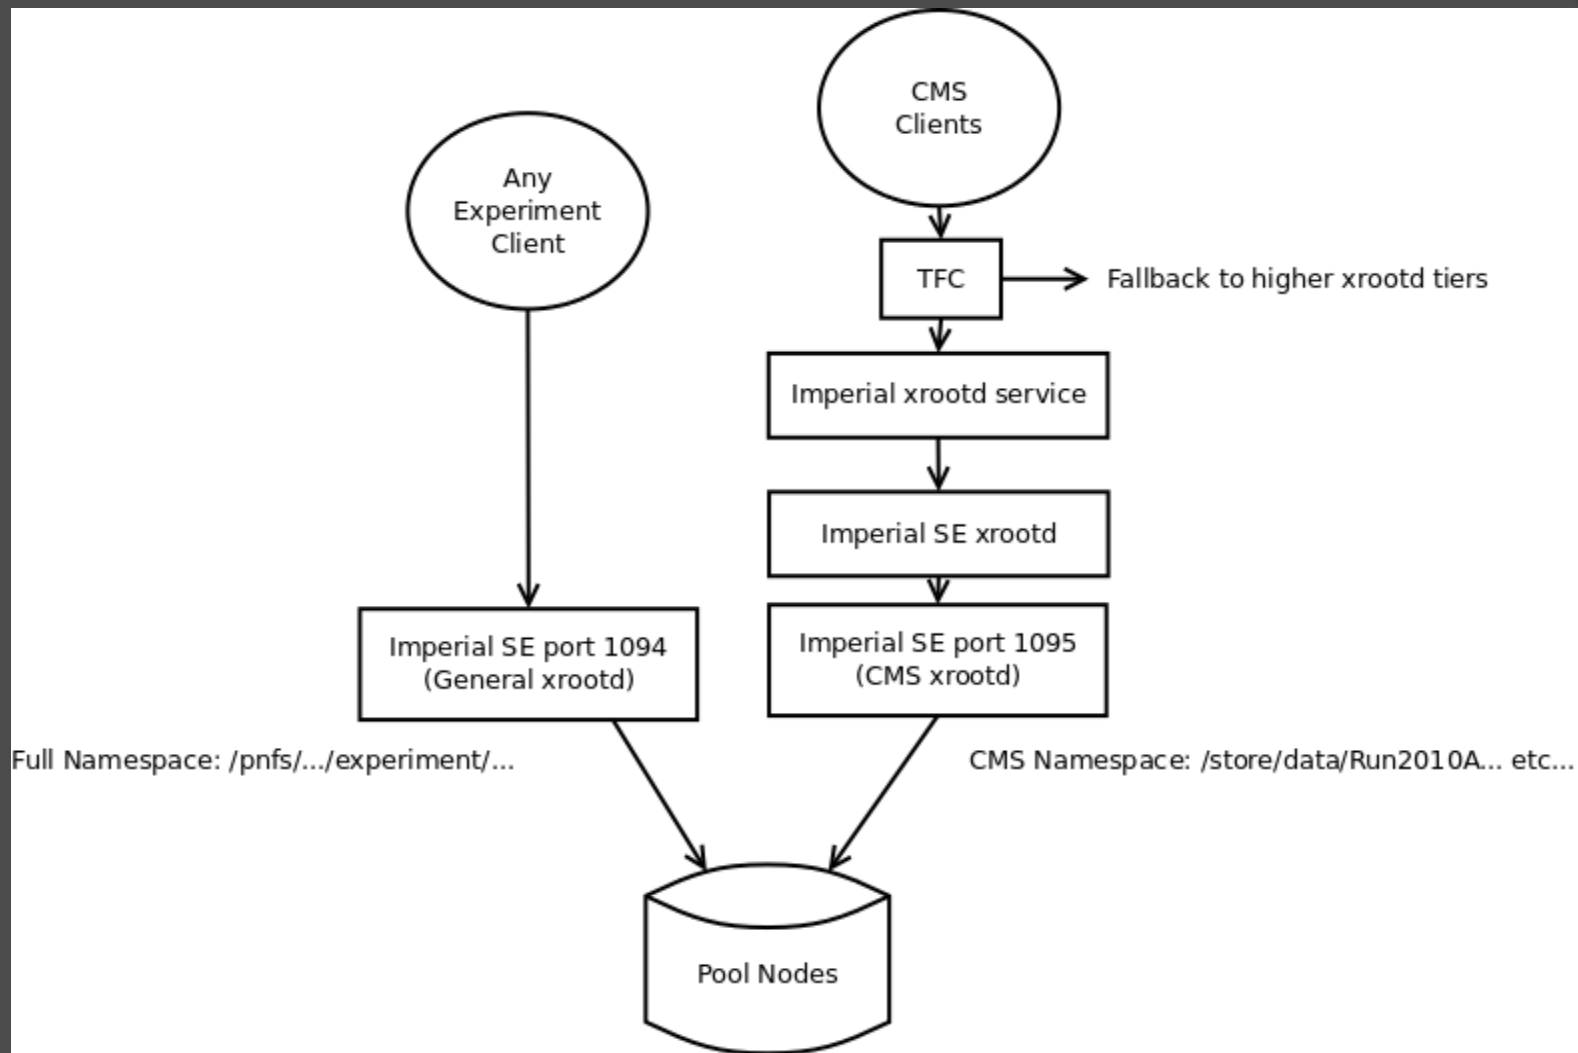 CMS
Clients
Any
Experiment
Client
TFC
Fallback to higher xrootd tiers
Imperial xrootd service
Imperial SE xrootd
Imperial SE port 1094
(General xrootd)
Imperial SE port 1095
(CMS xrootd)
Full Namespace: /pnfs/.../experiment/...
CMS Namespace: /store/data/Run2010A... etc...
Pool Nodes